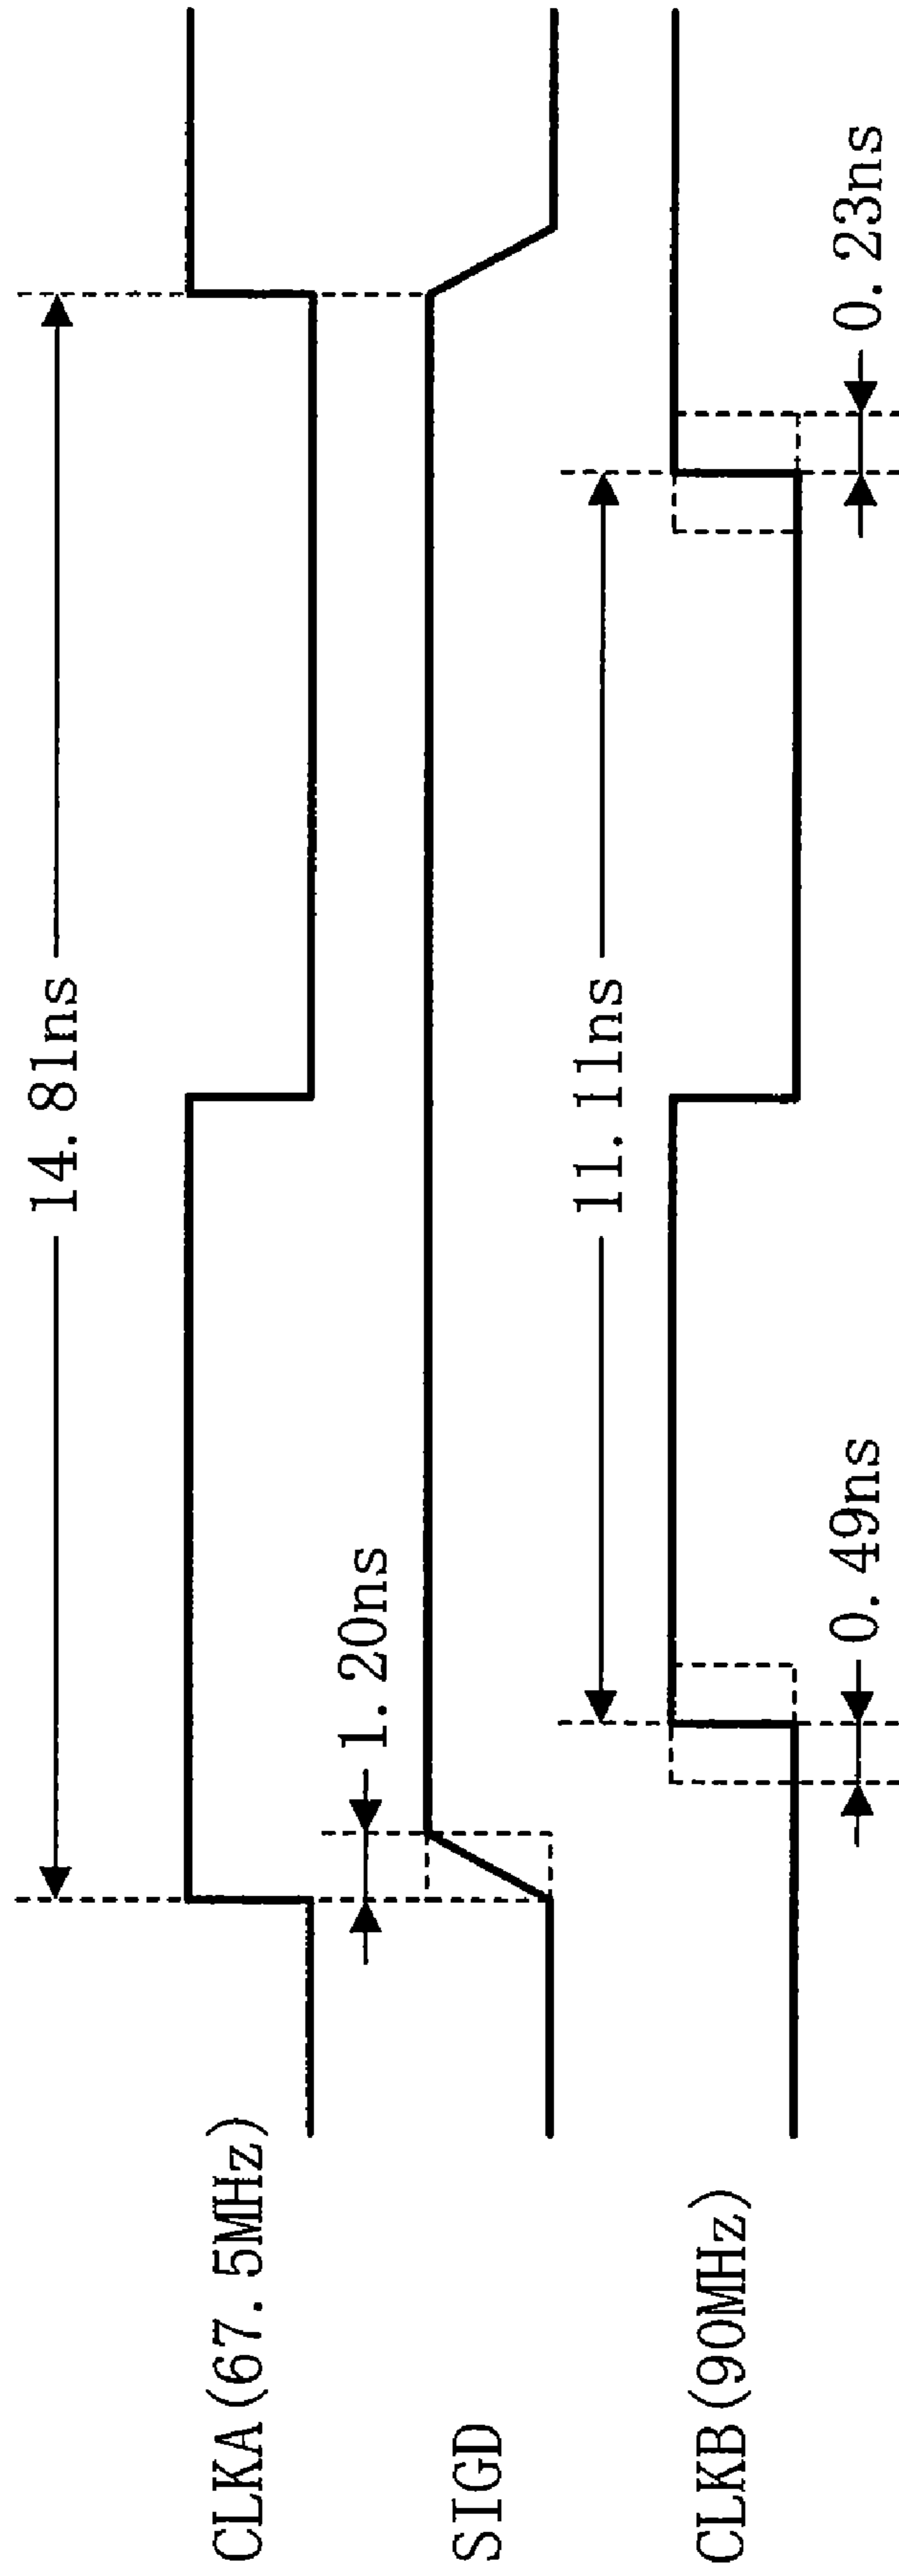 14.81ns
CLKA(67.5MHz)
1.20ns
SIGD
11.11ns
CLKB(90MHz)
0.49ns
0.23ns